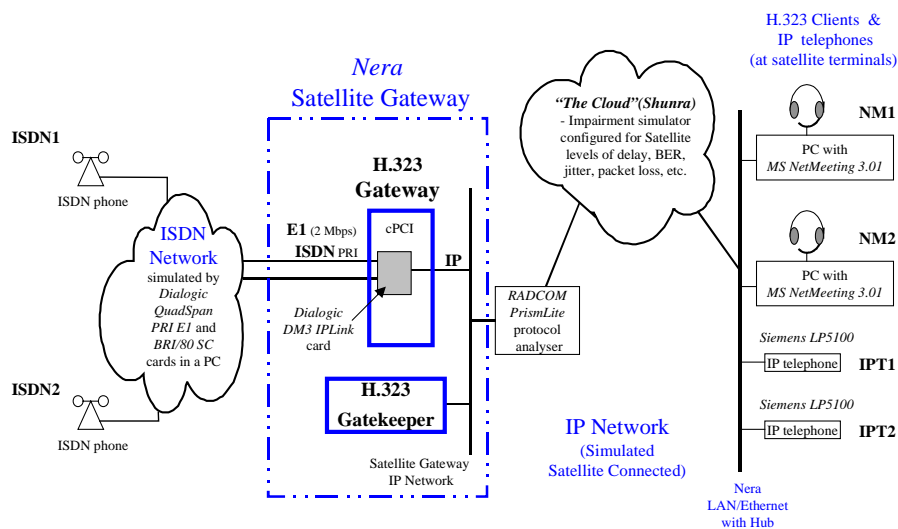 H.323 Clients &
IP telephones
(at satellite terminals)
Nera
Satellite Gateway
"The Cloud"(Shunra)
- Impairment simulator
configured for Satellite
levels of delay, BER,
jitter, packet loss, etc.
NM1
PC with
MS NetMeeting 3.01
ISDN1
ISDN phone
H.323
Gateway
cPCI
E1 (2 Mbps)
ISDN PRI
IP
ISDN
Network
simulated by
Dialogic
QuadSpan
PRI E1 and
BRI/80 SC
cards in a PC
Dialogic
DM3 IPLink
card
RADCOM
PrismLite
protocol
analyser
NM2
PC with
MS NetMeeting 3.01
Siemens LP5100
IP telephone
IPT1
Siemens LP5100
IP telephone
IPT2
ISDN2
ISDN phone
H.323
Gatekeeper
Satellite Gateway
IP Network
IP Network
(Simulated
Satellite Connected)
Nera
LAN/Ethernet
with Hub